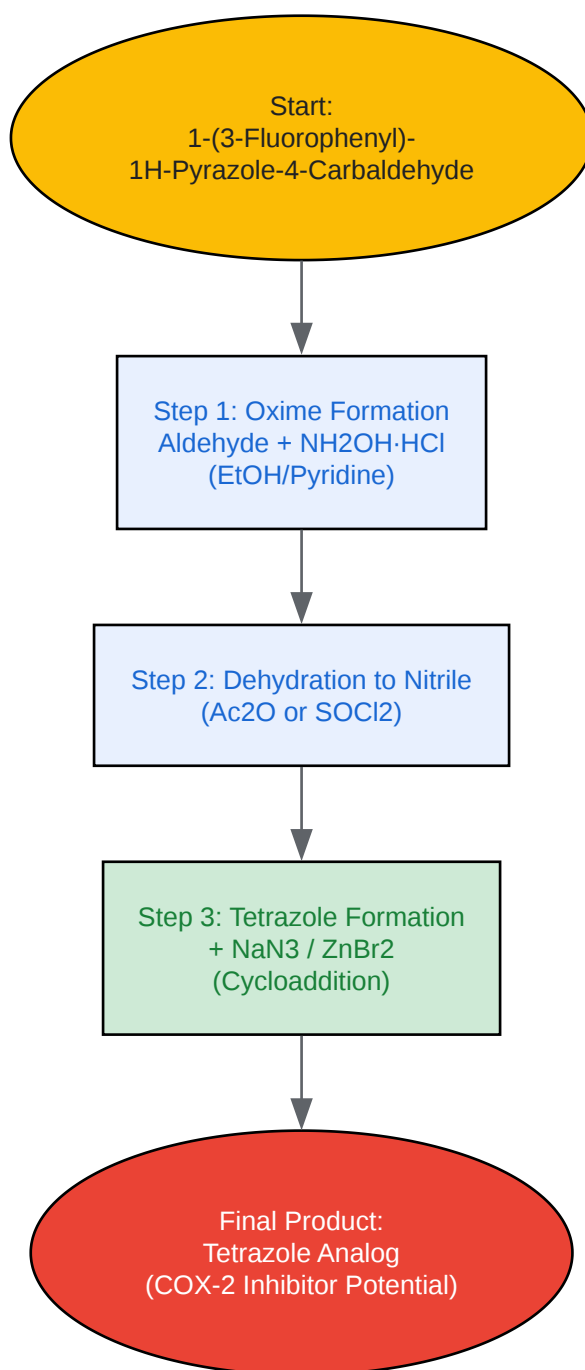 Start:
1-(3-Fluorophenyl)-
1H-Pyrazole-4-Carbaldehyde
Step 1: Oxime Formation
Aldehyde + NH2OH·HCl
(EtOH/Pyridine)
Step 2: Dehydration to Nitrile
(Ac2O or SOCl2)
Step 3: Tetrazole Formation
+ NaN3 / ZnBr2
(Cycloaddition)
Final Product:
Tetrazole Analog
(COX-2 Inhibitor Potential)